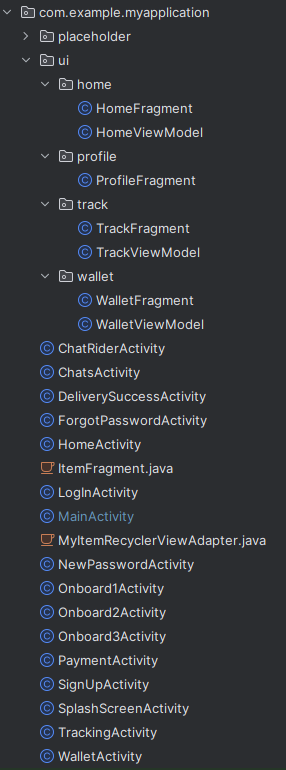 com.example.myapplication
placeholder
ui
home
HomeFragment
HomeViewModel
profile
ProfileFragment
track
TrackFragment
TrackViewModel
wallet
WalletFragment
WalletViewModel
ChatRiderActivity
ChatsActivity
DeliverySuccessActivity
ForgotPasswordActivity
HomeActivity
ItemFragment.java
LogInActivity
MainActivity
MyItemRecyclerViewAdapter.java
NewPasswordActivity
Onboard1Activity
Onboard2Activity
Onboard3Activity
PaymentActivity
SignUpActivity
SplashScreenActivity
TrackingActivity
WalletActivity